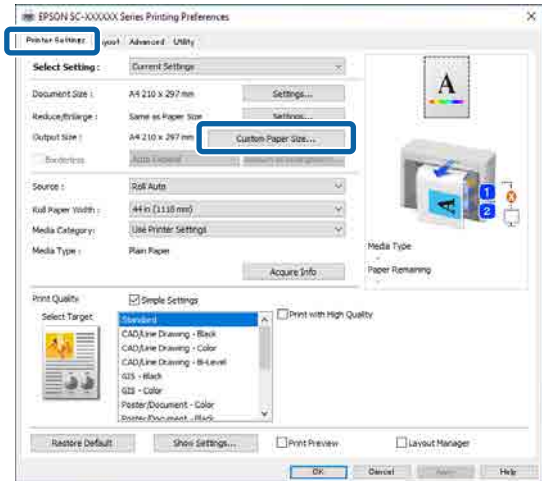 EPSON SC-XXXXXX Series Printing Preferences
Printer Settings Advanced Utility
Select Setting : Current Settings
A
Document Size : A4 210 x 297 mm Settings...
Reduce/Enlarge : Same as Paper Size Settings...
Output Size : A4 210 x 297 mm Custom Paper Size...
Borderless Auto Expand
Source : Roll Auto
1
2
Roll Paper Width : 44 in (1118 mm)
Media Category: Use Printer Settings
Media Type : Plain Paper
Media Type
-
Acquire Info
Paper Remaining
-
Print Quality Simple Settings
Select Target Standard
Print with High Quality
CAD/Line Drawing - Black
CAD/Line Drawing - Color
CAD/Line Drawing - Bi-Level
GIS - Black
GIS - Color
Poster/Document - Color
Poster/Document - Black
Restore Default Show Settings... Print Preview Layout Manager
OK Cancel Apply Help